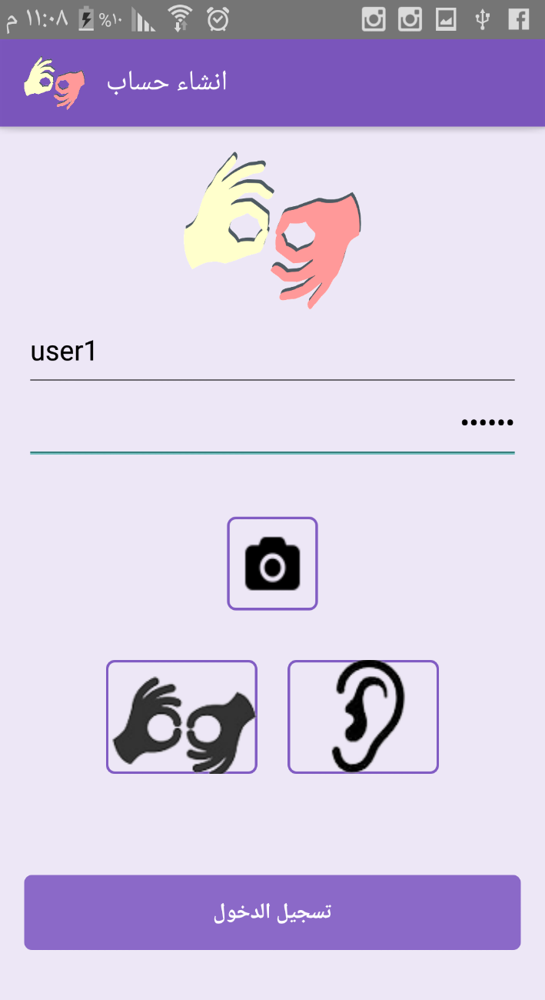 م ١١:٠٨ %١٠
انشاء حساب
user1
••••••
تسجيل الدخول